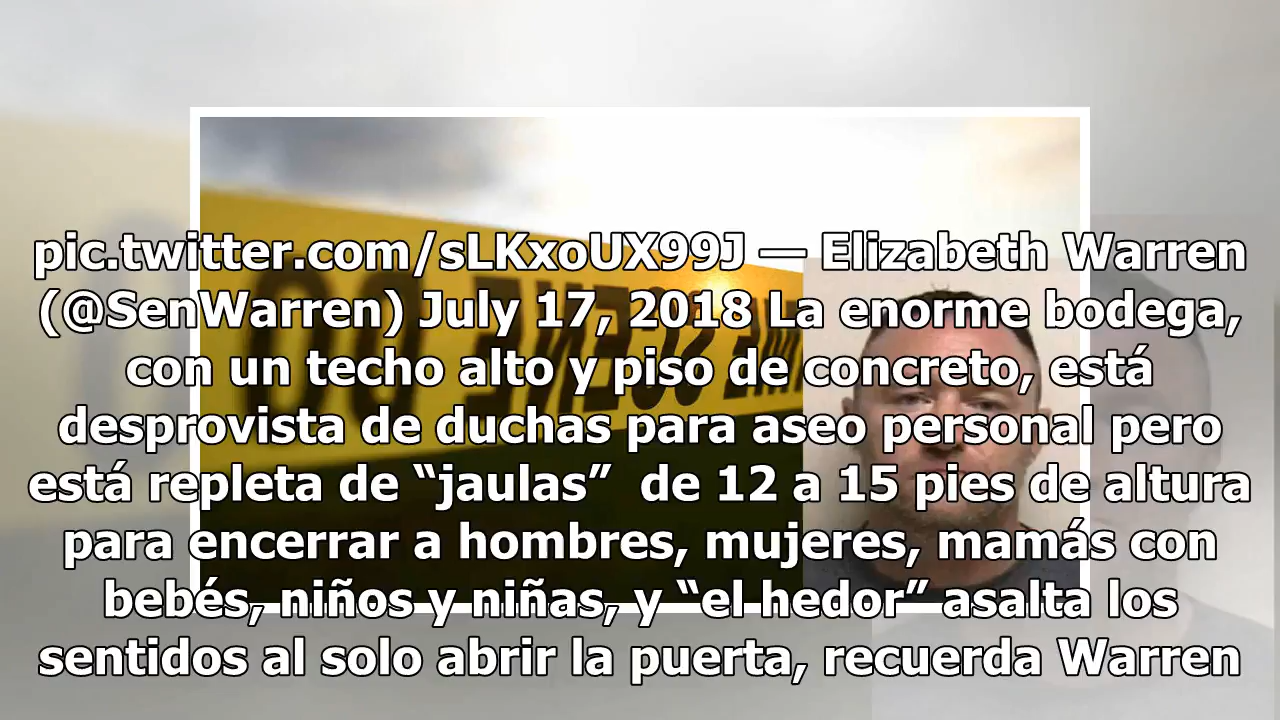 pic.twitter.com/sLKxoUX99J — Elizabeth Warren
(@SenWarren) July 17, 2018 La enorme bodega,
con un techo alto y piso de concreto, está
desprovista de duchas para aseo personal pero
está repleta de “jaulas” de 12 a 15 pies de altura
para encerrar a hombres, mujeres, mamás con
bebés, niños y niñas, y “el hedor” asalta los
sentidos al solo abrir la puerta, recuerda Warren